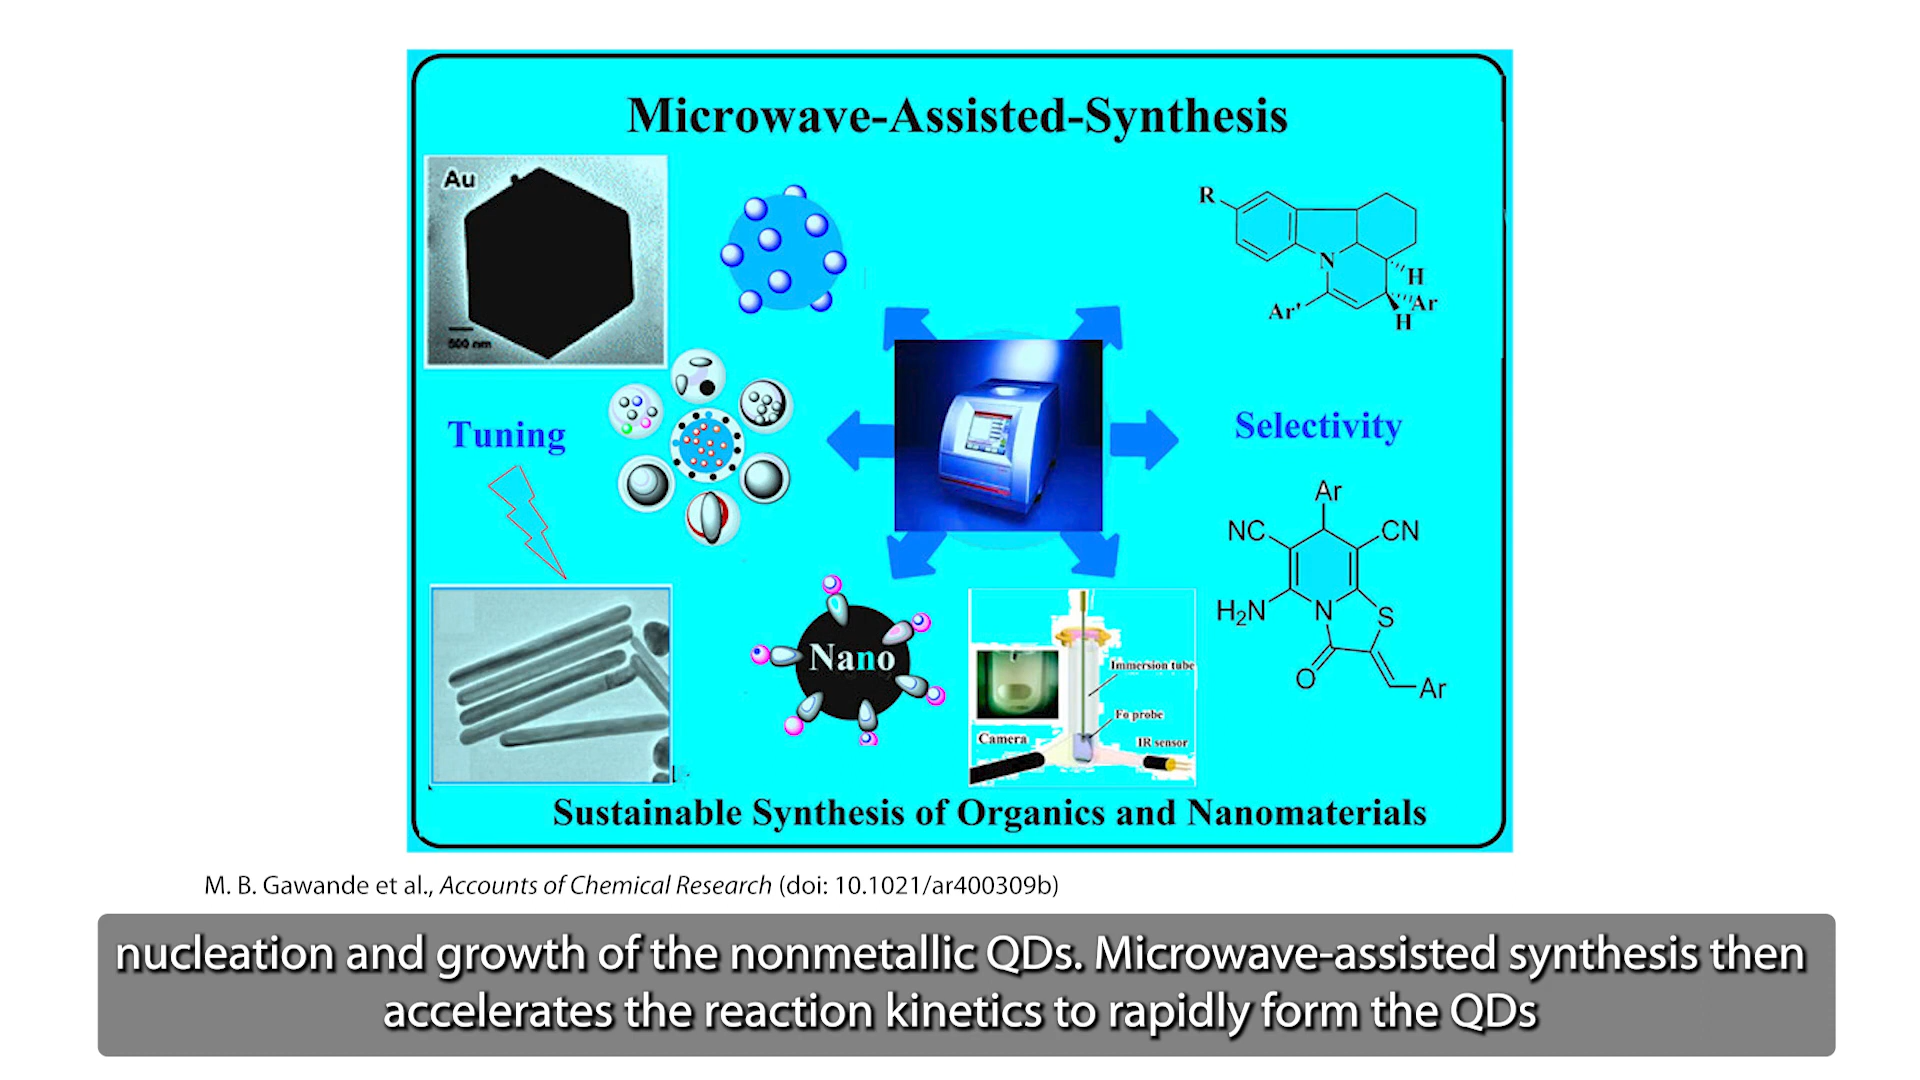 Microwave-Assisted-Synthesis
Au
500 nm
R
N
H
Ar
H
Ar'
Tuning
Selectivity
Ar
NC
CN
H₂N
N
S
O
Ar
Nano
Immersion tube
Fo probe
Camera
IR sensor
Sustainable Synthesis of Organics and Nanomaterials
M. B. Gawande et al., Accounts of Chemical Research (doi: 10.1021/ar400309b)
nucleation and growth of the nonmetallic QDs. Microwave-assisted synthesis then
accelerates the reaction kinetics to rapidly form the QDs